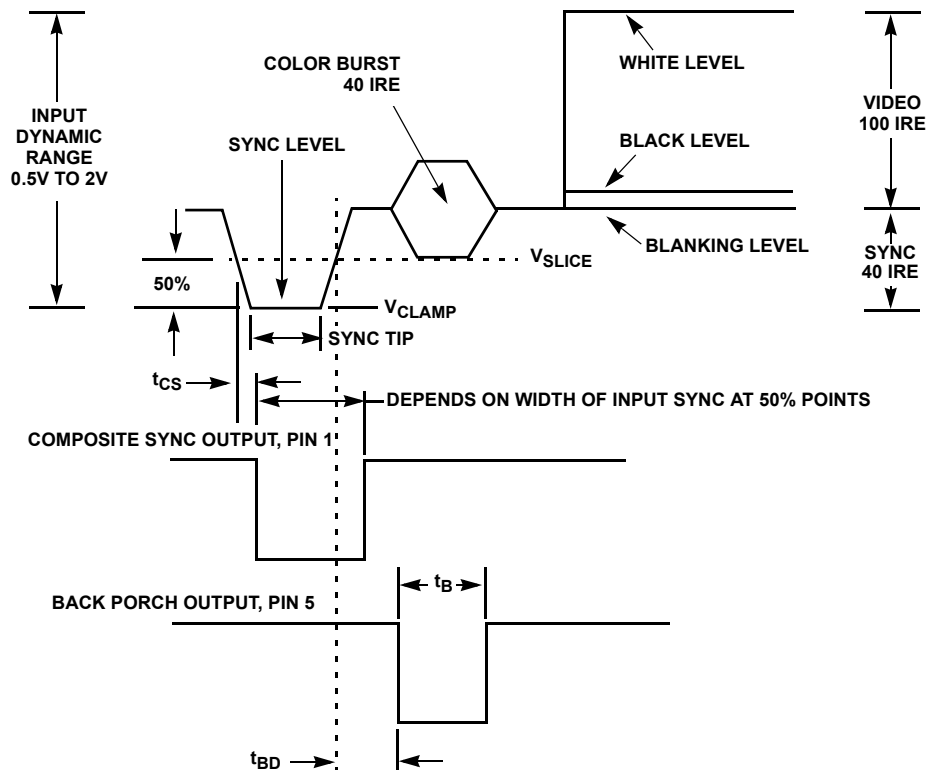 COLOR BURST
40 IRE
WHITE LEVEL
INPUT
DYNAMIC
RANGE
0.5V TO 2V
SYNC LEVEL
BLACK LEVEL
VIDEO
100 IRE
BLANKING LEVEL
SYNC
40 IRE
50%
VSLICE
VCLAMP
SYNC TIP
tCS
DEPENDS ON WIDTH OF INPUT SYNC AT 50% POINTS
COMPOSITE SYNC OUTPUT, PIN 1
tB
BACK PORCH OUTPUT, PIN 5
tBD